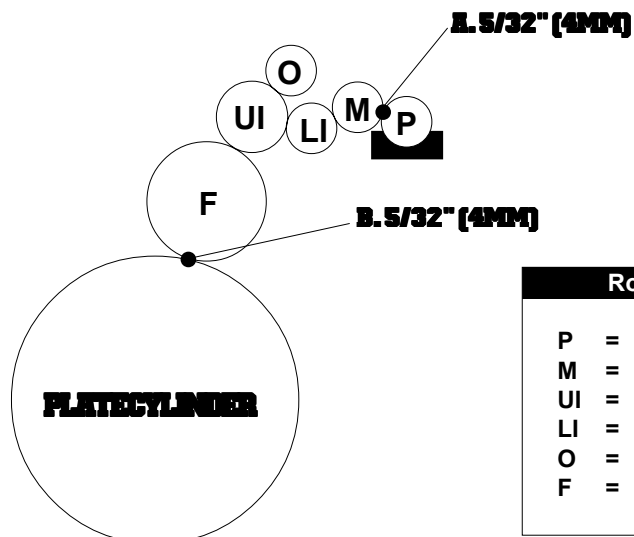 A. 5/32" (4MM)
O
UI
LI
M
P
F
B. 5/32" (4MM)
PLATECYLINDER
Ro
P =
M =
UI =
LI =
O =
F =